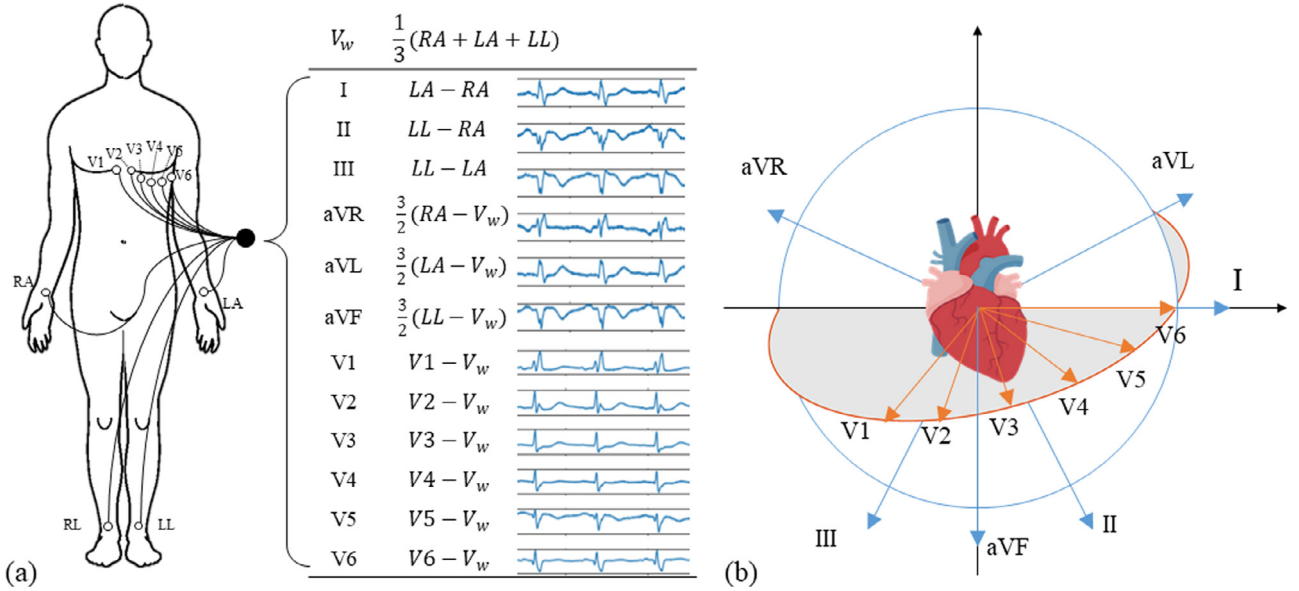 V_w 1/3(RA + LA + LL)
I LA − RA
II LL − RA
III LL − LA
aVR 3/2(RA − V_w)
aVL 3/2(LA − V_w)
aVF 3/2(LL − V_w)
V1 V1 − V_w
V2 V2 − V_w
V3 V3 − V_w
V4 V4 − V_w
V5 V5 − V_w
V6 V6 − V_w
V1 V2 V3 V4 V5
V6
RA
LA
RL LL
(a)
aVR aVL
I
V6
V5
V4
V3
V2
V1
III II
aVF
(b)